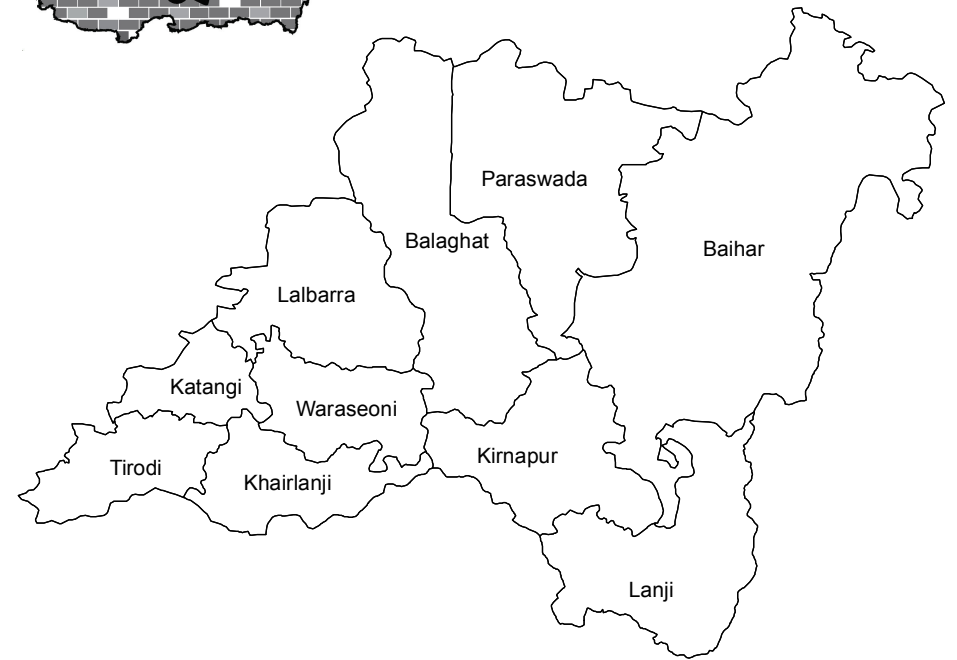 Paraswada
Balaghat
Baihar
Lalbarra
Katangi
Waraseoni
Kirnapur
Tirodi
Khairlanji
Lanji